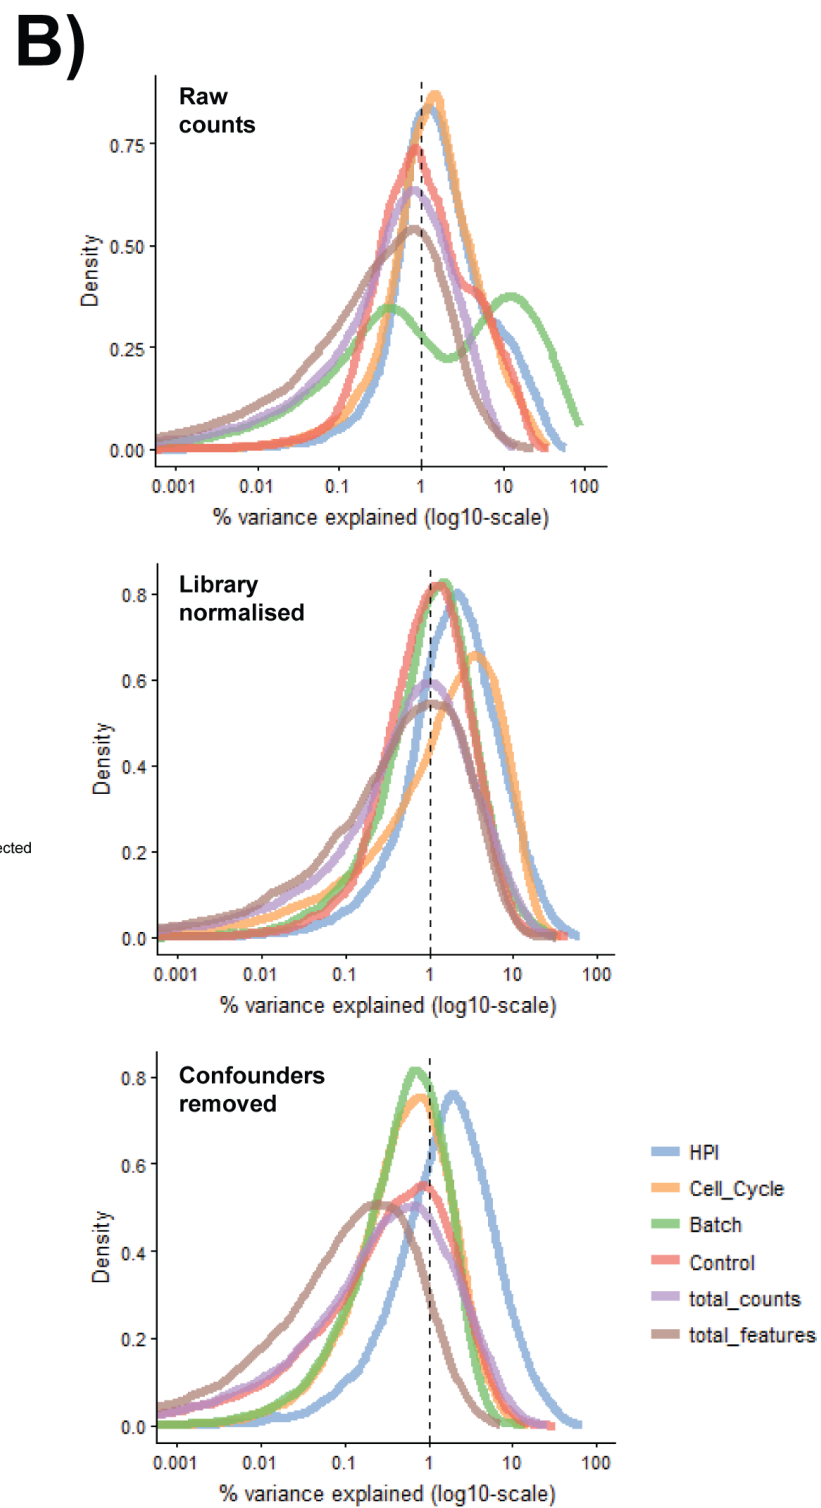 B)
Raw
counts
0.75
0.50
0.25
0.00
Density
0.001 0.01 0.1 1 10 100
% variance explained (log10-scale)
Library
normalised
0.8
0.6
0.4
0.2
0.0
Density
ected
0.001 0.01 0.1 1 10 100
% variance explained (log10-scale)
Confounders
removed
0.8
0.6
0.4
0.2
0.0
Density
0.001 0.01 0.1 1 10 100
% variance explained (log10-scale)
HPI
Cell_Cycle
Batch
Control
total_counts
total_features